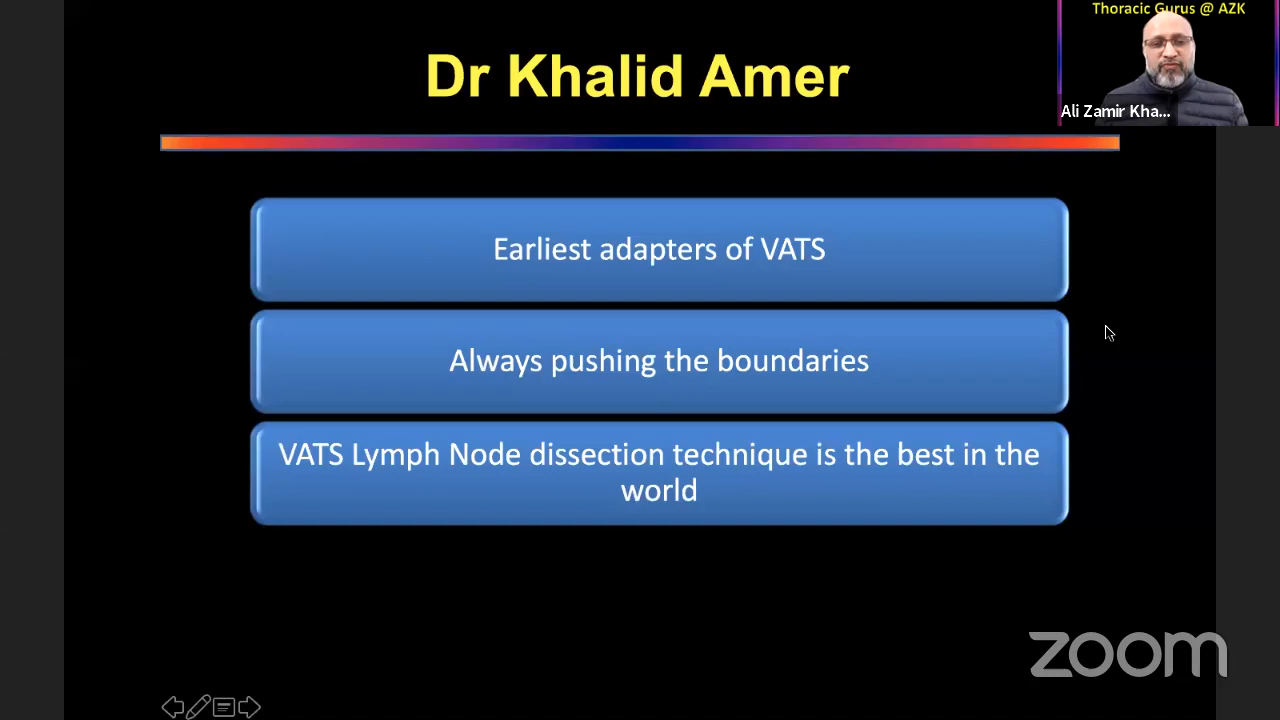 Thoracic Gurus @ AZK
Dr Khalid Amer
Ali Zamir Kha...
Earliest adapters of VATS
Always pushing the boundaries
VATS Lymph Node dissection technique is the best in the
world
zoom